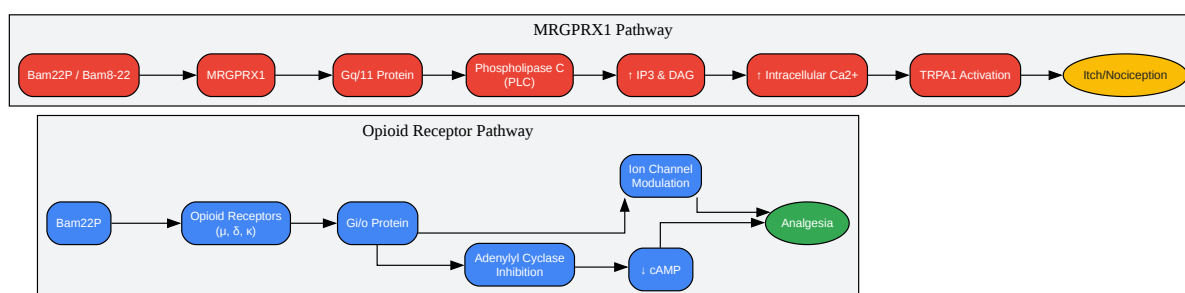 MRGPRX1 Pathway
Bam22P / Bam8-22
MRGPRX1
Gq/11 Protein
Phospholipase C
(PLC)
↑ IP3 & DAG
↑ Intracellular Ca2+
TRPA1 Activation
Itch/Nociception
Opioid Receptor Pathway
Bam22P
Opioid Receptors
(μ, δ, κ)
Gi/o Protein
Ion Channel
Modulation
Adenylyl Cyclase
Inhibition
↓ cAMP
Analgesia